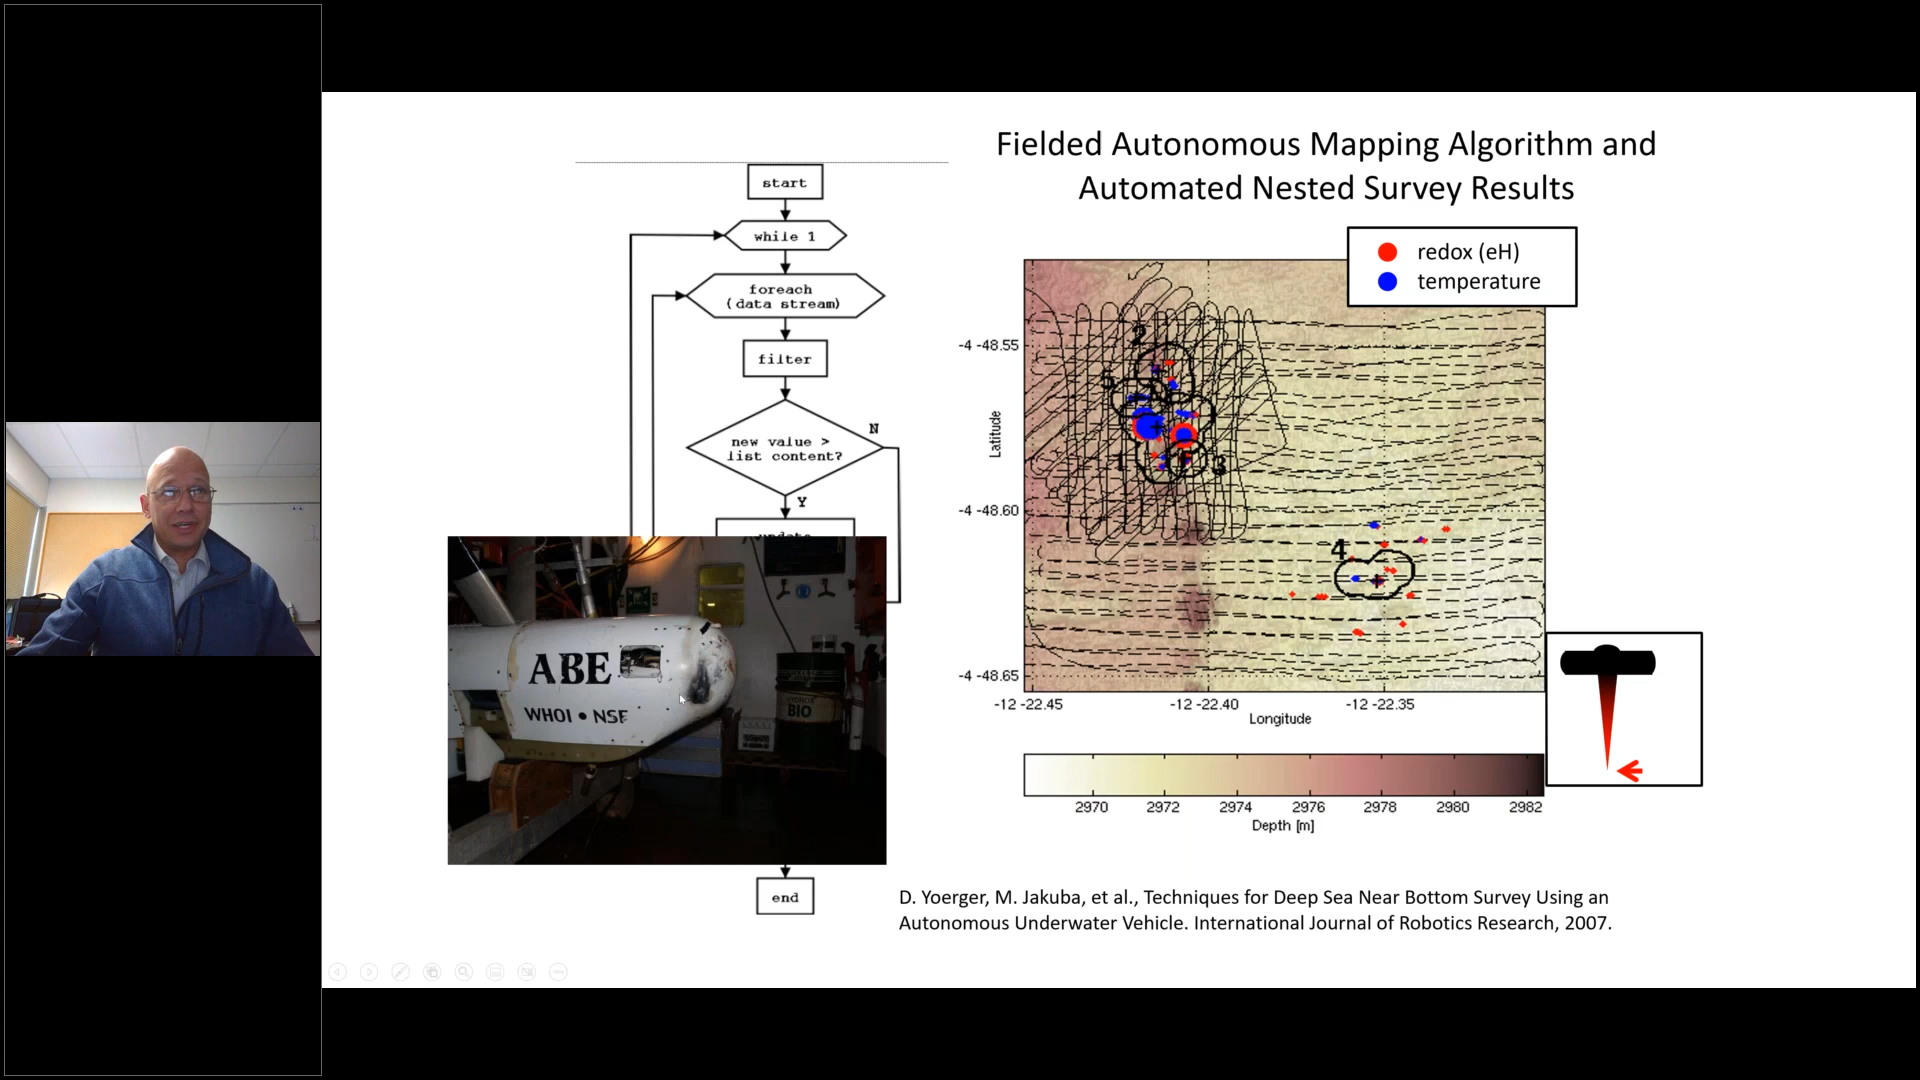 Fielded Autonomous Mapping Algorithm and
Automated Nested Survey Results
start
while 1
foreach
(data stream)
filter
new value >
list content?
N
Y
update
end
ABE
WHOI • NSF
BIO
redox (eH)
temperature
2
5
1
3
4
-4 -48.55
-4 -48.60
-4 -48.65
Latitude
-12 -22.45
-12 -22.40
-12 -22.35
Longitude
2970
2972
2974
2976
2978
2980
2982
Depth [m]
D. Yoerger, M. Jakuba, et al., Techniques for Deep Sea Near Bottom Survey Using an
Autonomous Underwater Vehicle. International Journal of Robotics Research, 2007.